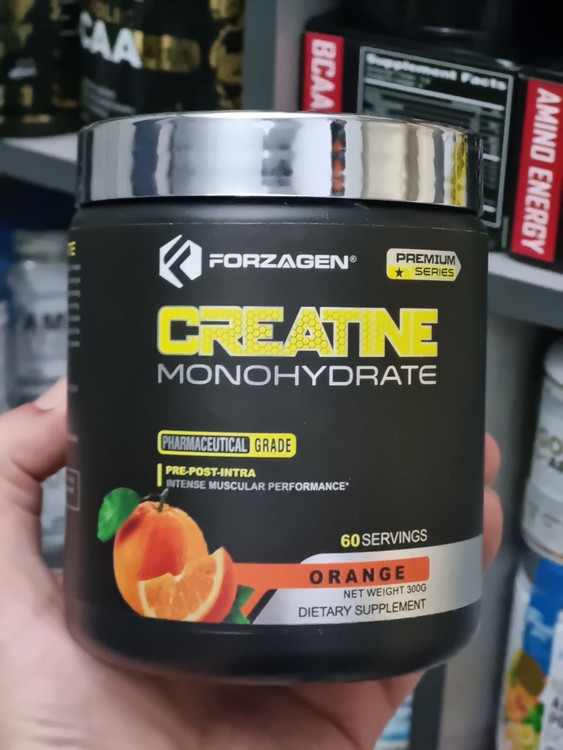 CAA
BCAA
Supplement Facts
AMINO ENERGY
FORZAGEN®
PREMIUM
SERIES
CREATINE
MONOHYDRATE
PHARMACEUTICAL GRADE
PRE-POST-INTRA
INTENSE MUSCULAR PERFORMANCE*
60 SERVINGS
ORANGE
NET WEIGHT 300G
DIETARY SUPPLEMENT